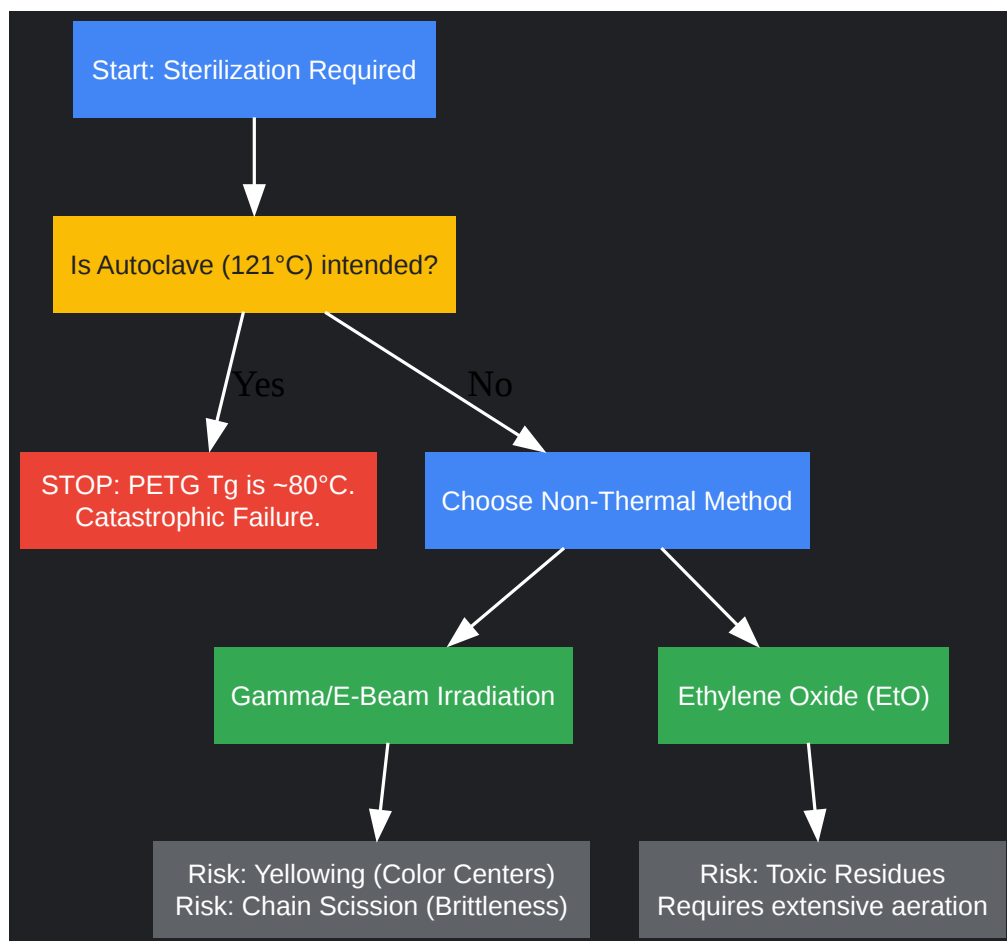 Start: Sterilization Required
Is Autoclave (121°C) intended?
Yes
No
STOP: PETG Tg is ~80°C.
Catastrophic Failure.
Choose Non-Thermal Method
Gamma/E-Beam Irradiation
Ethylene Oxide (EtO)
Risk: Yellowing (Color Centers)
Risk: Chain Scission (Brittleness)
Risk: Toxic Residues
Requires extensive aeration